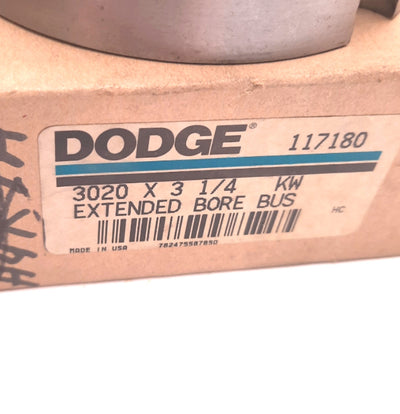 DODGE® 117180
3020 X 3 1/4 KW
EXTENDED BORE BUS
HC
MADE IN USA 782475587850